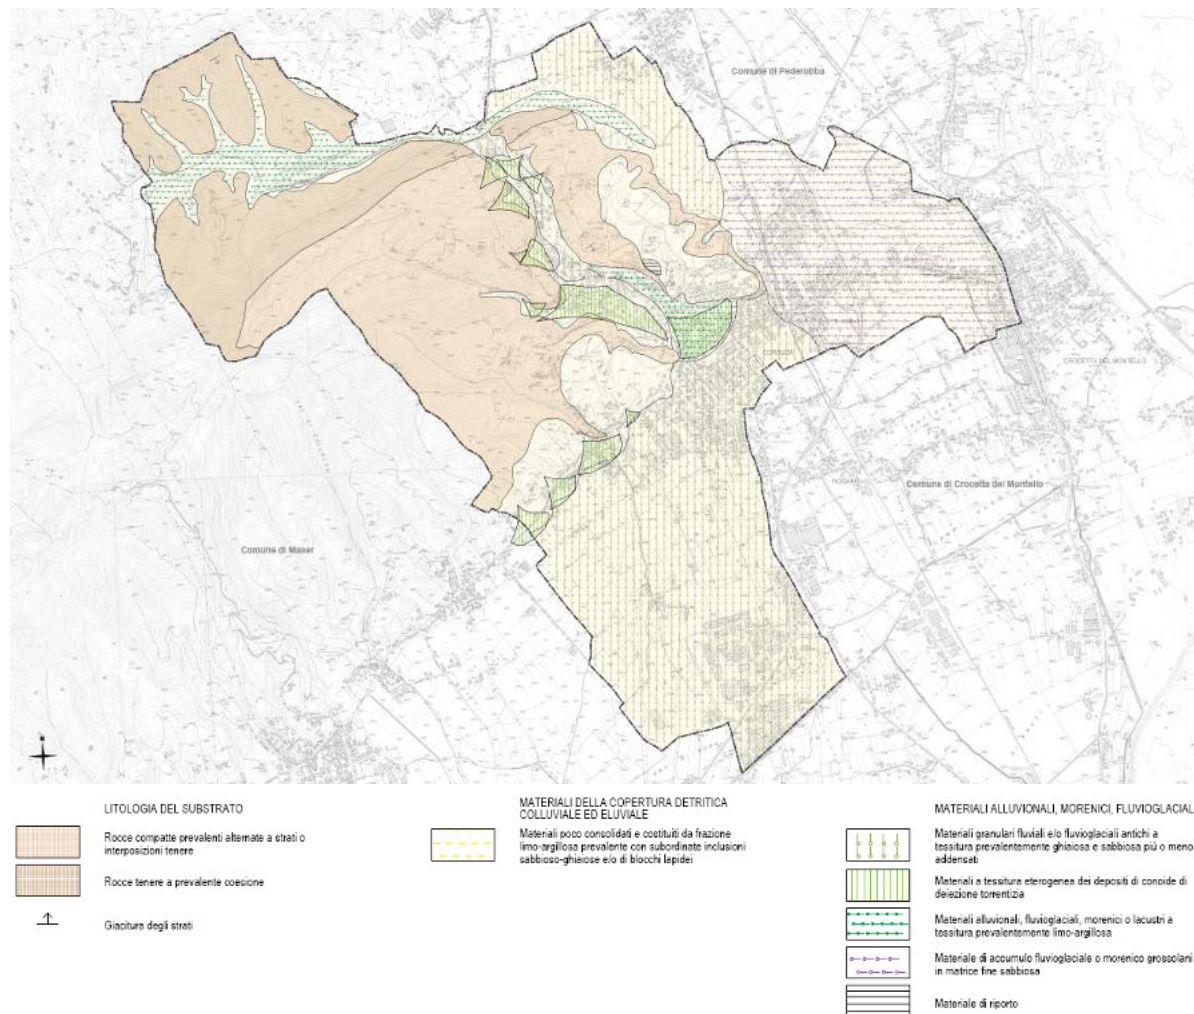 Comune di Pederobba
CORNUDA
CROCETTA DEL MONTELLO
NOGARÈ
Comune di Crocetta del Montello
Comune di Maser
LITOLOGIA DEL SUBSTRATO
Rocce compatte prevalenti alternate a strati o
interposizioni tenere
Rocce tenere a prevalente coesione
Giacitura degli strati
MATERIALI DELLA COPERTURA DETRITICA
COLLUVIALE ED ELUVIALE
Materiali poco consolidati e costituiti da frazione
limo-argillosa prevalente con subordinate inclusioni
sabbioso-ghiaiose e/o di blocchi lapidei
MATERIALI ALLUVIONALI, MORENICI, FLUVIOGLACIAL
Materiali granulari fluviali e/o fluvioglaciali antichi a
tessitura prevalentemente ghiaiosa e sabbiosa più o meno
addensati
Materiali a tessitura eterogenea dei depositi di conoide di
deiezione torrentizia
Materiali alluvionali, fluvioglaciali, morenici o lacustri a
tessitura prevalentemente limo-argillosa
Materiale di accumulo fluvioglaciale o morenico grossolani
in matrice fine sabbiosa
Materiale di riporto